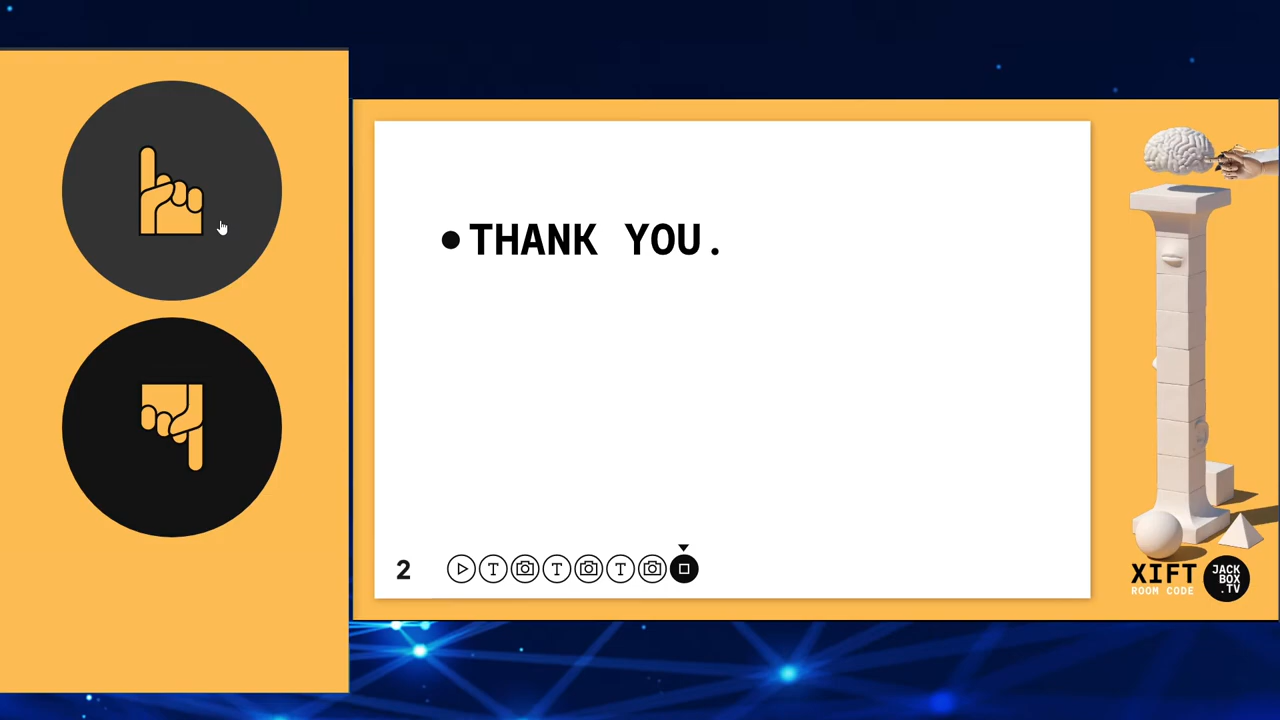 ●THANK YOU.
2
T
T
T
XIFT
ROOM CODE
JACK
BOX
.TV